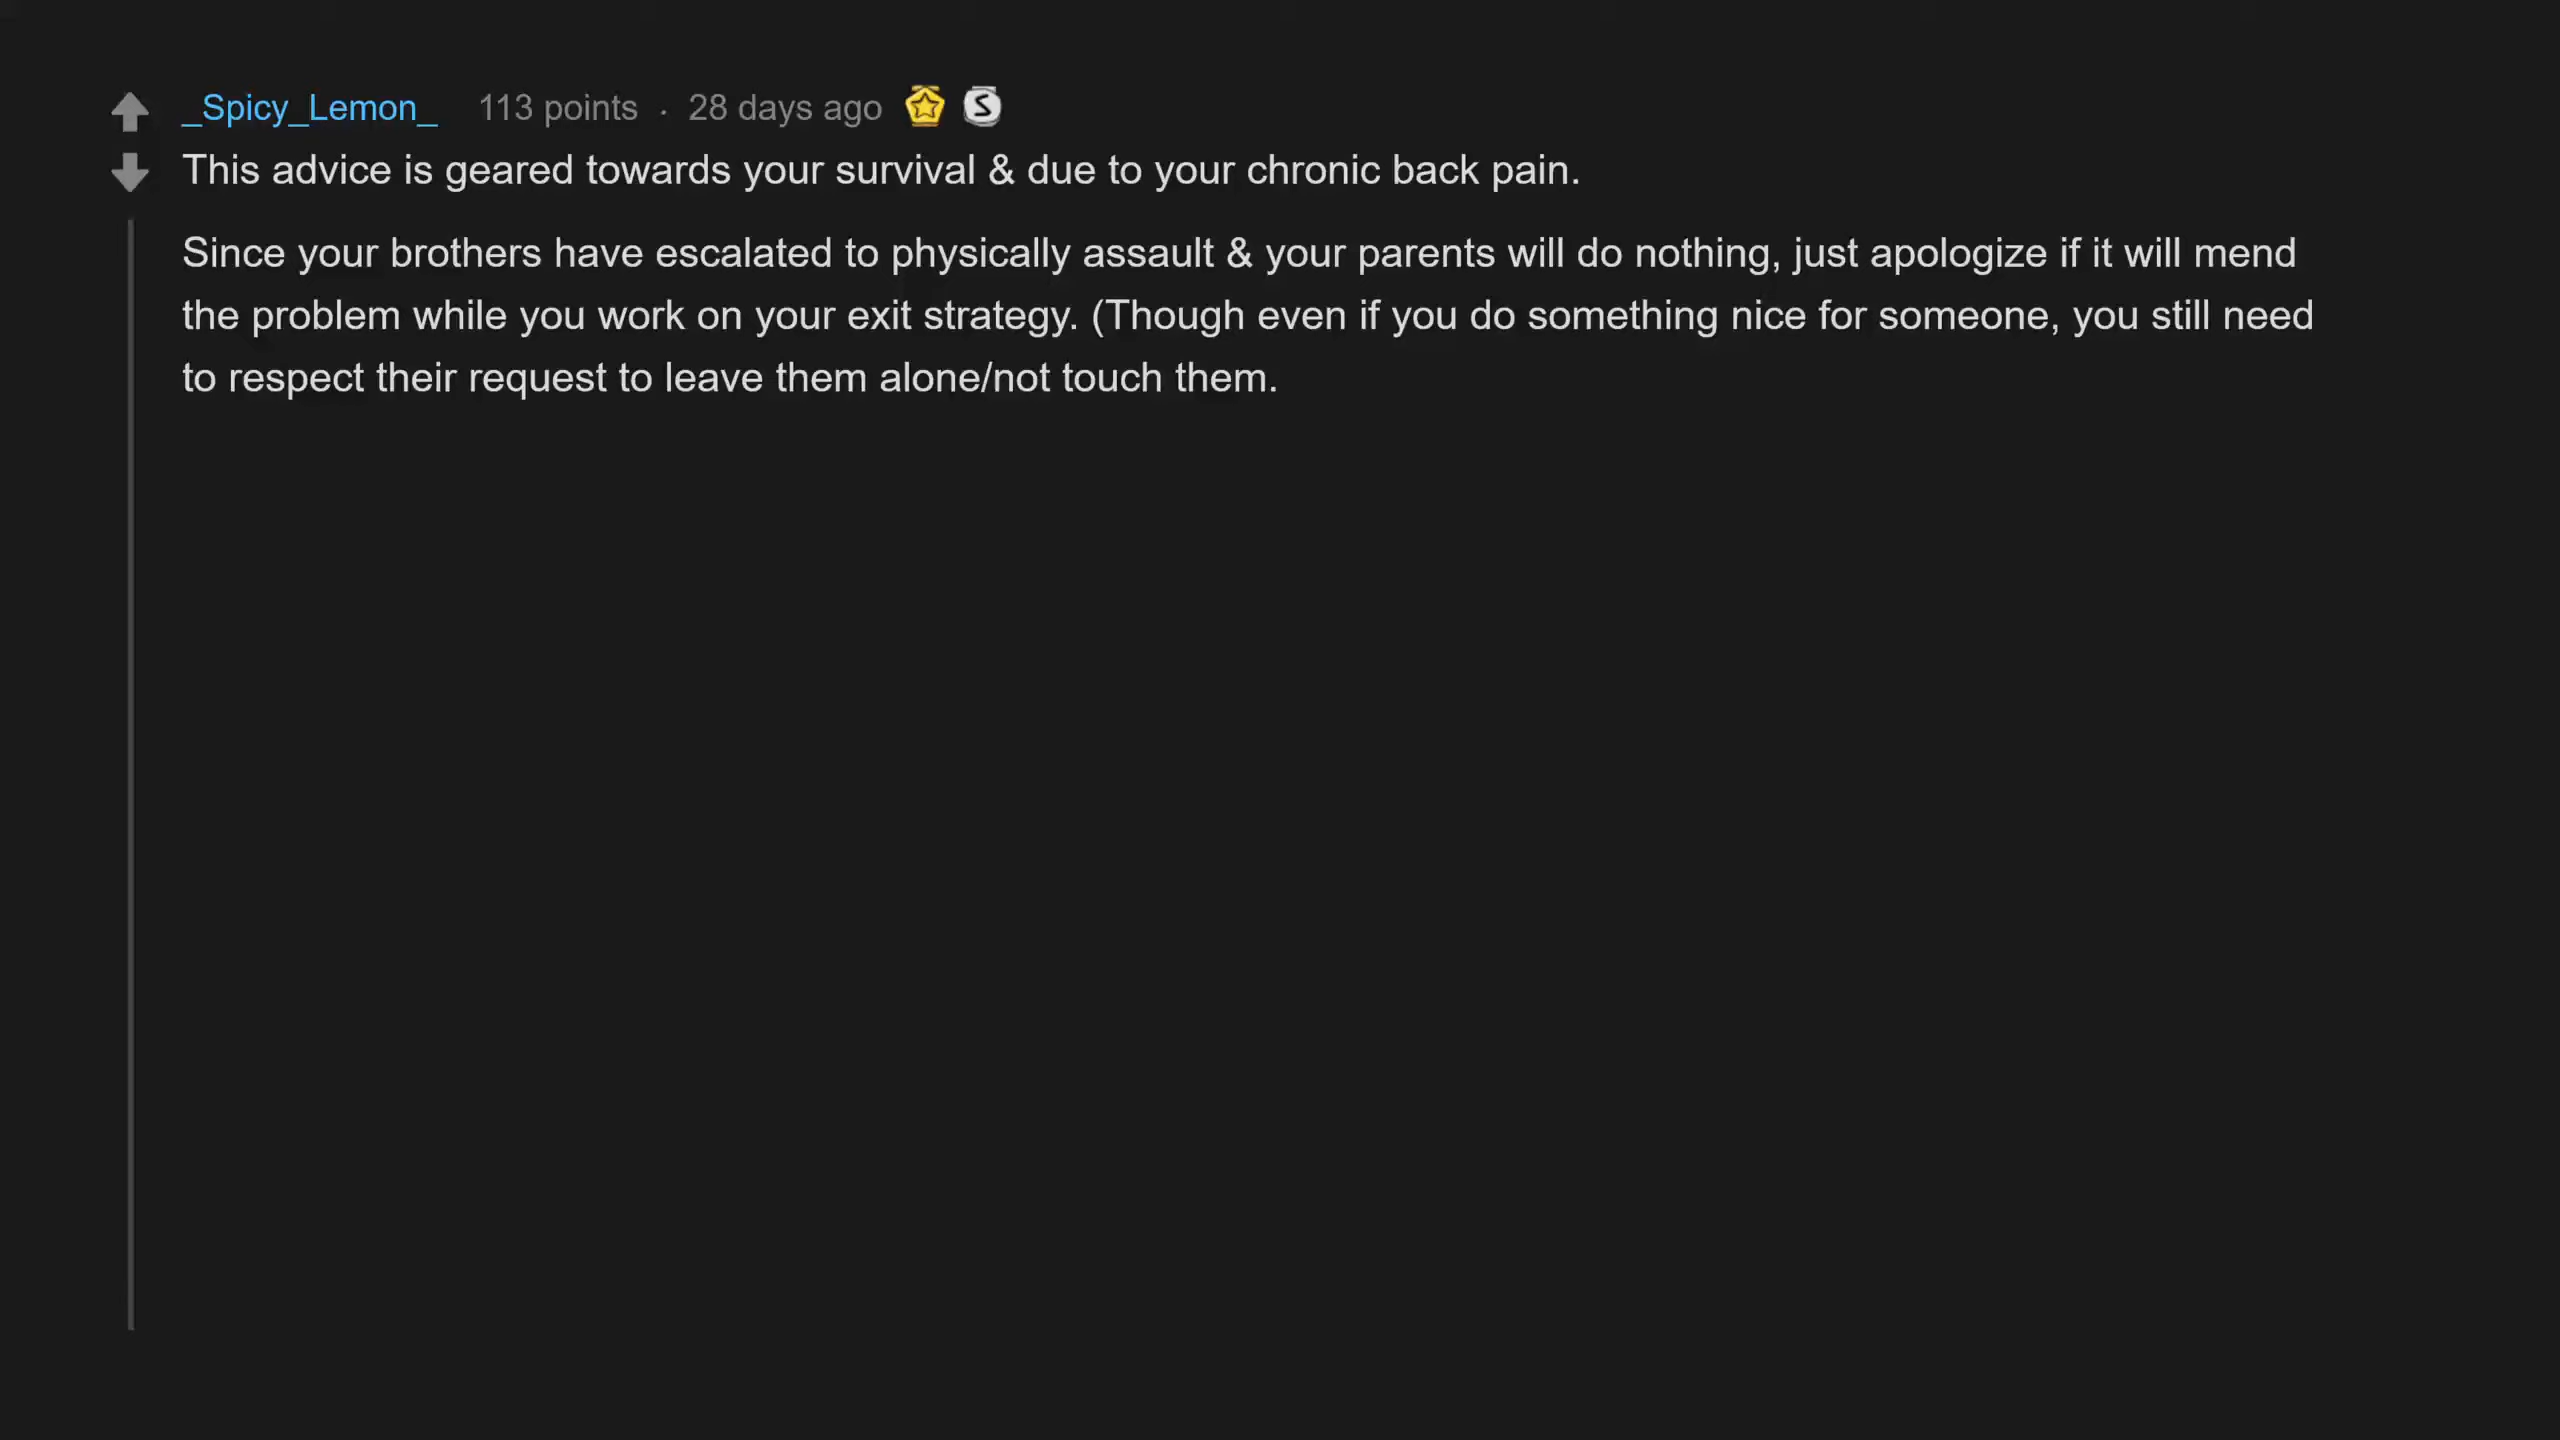 _Spicy_Lemon_ 113 points · 28 days ago S
This advice is geared towards your survival & due to your chronic back pain.
Since your brothers have escalated to physically assault & your parents will do nothing, just apologize if it will mend
the problem while you work on your exit strategy. (Though even if you do something nice for someone, you still need
to respect their request to leave them alone/not touch them.